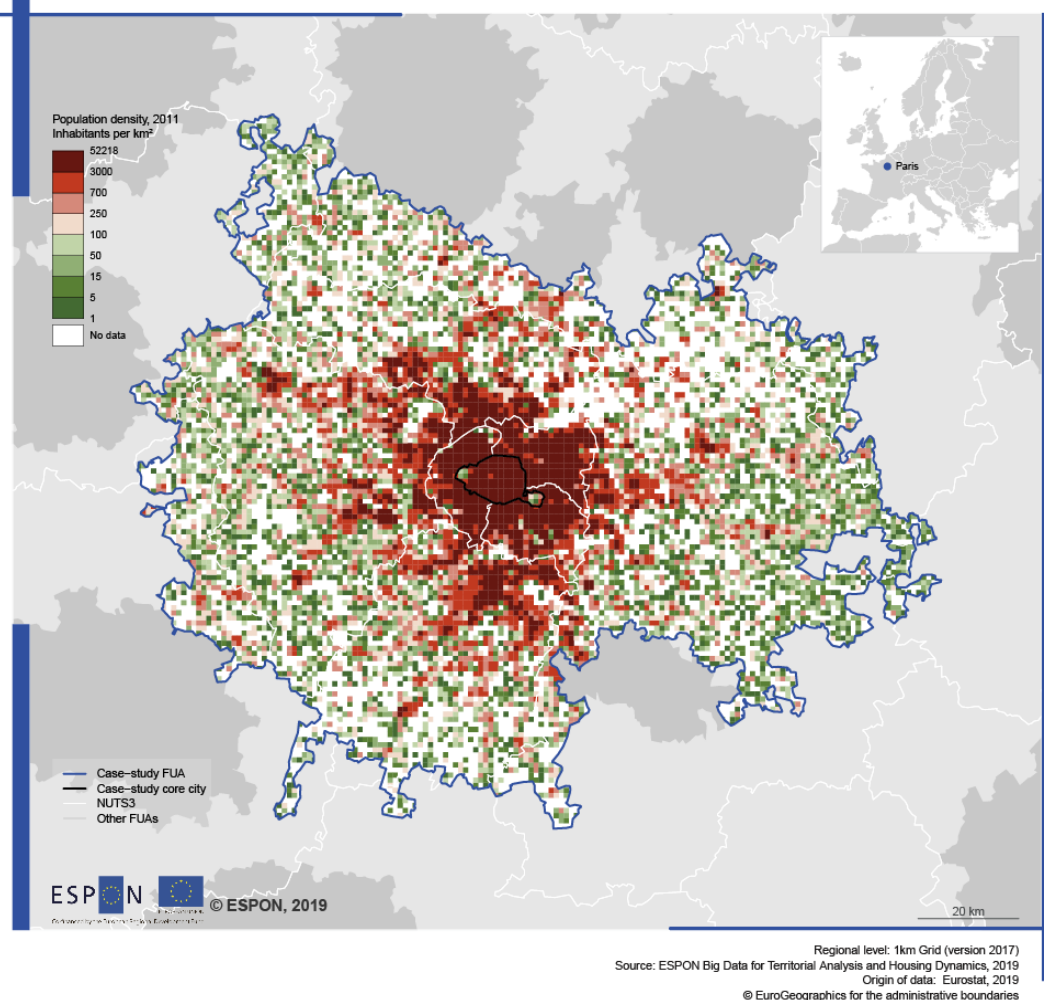 Population density, 2011
Inhabitants per km²
52218
3000
700
250
100
50
15
5
1
No data
Paris
Case-study FUA
Case-study core city
NUTS3
Other FUAs
ESPON
© ESPON, 2019
20 km
Regional level: 1km Grid (version 2017)
Source: ESPON Big Data for Territorial Analysis and Housing Dynamics, 2019
Origin of data: Eurostat, 2019
© EuroGeographics for the administrative boundaries